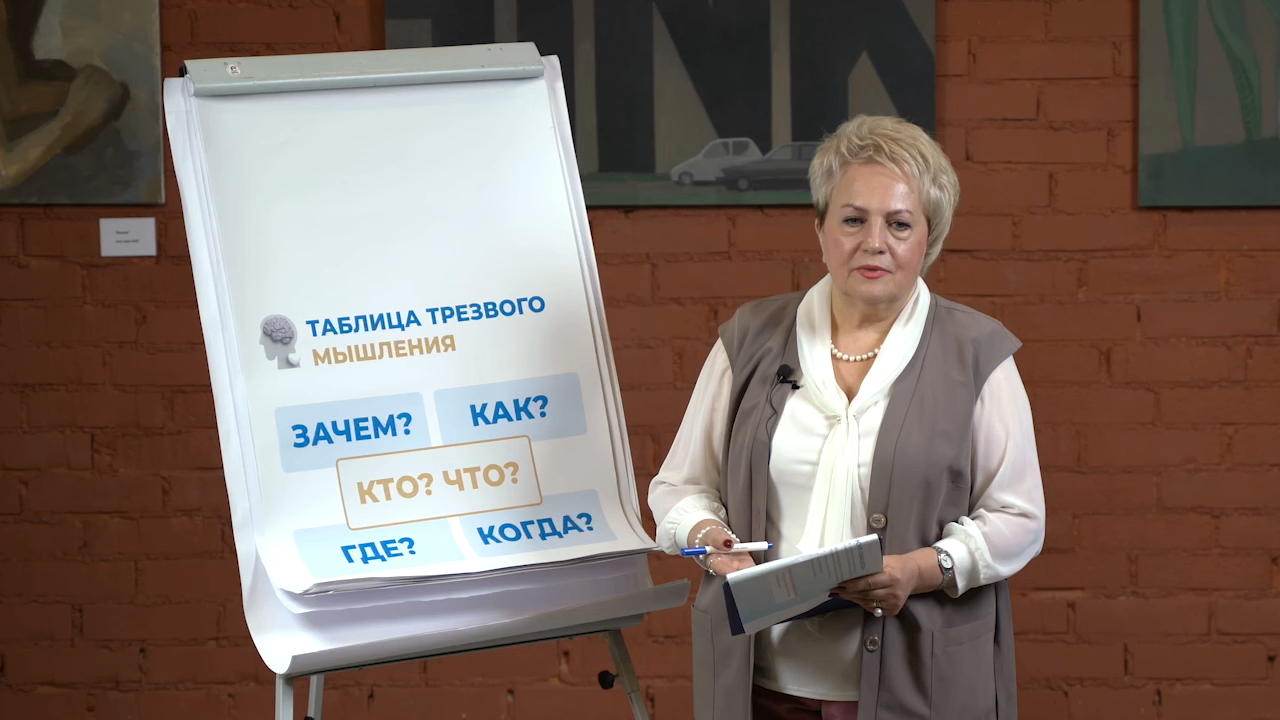 ТАБЛИЦА ТРЕЗВОГО
МЫШЛЕНИЯ
ЗАЧЕМ?
КАК?
КТО? ЧТО?
ГДЕ?
КОГДА?